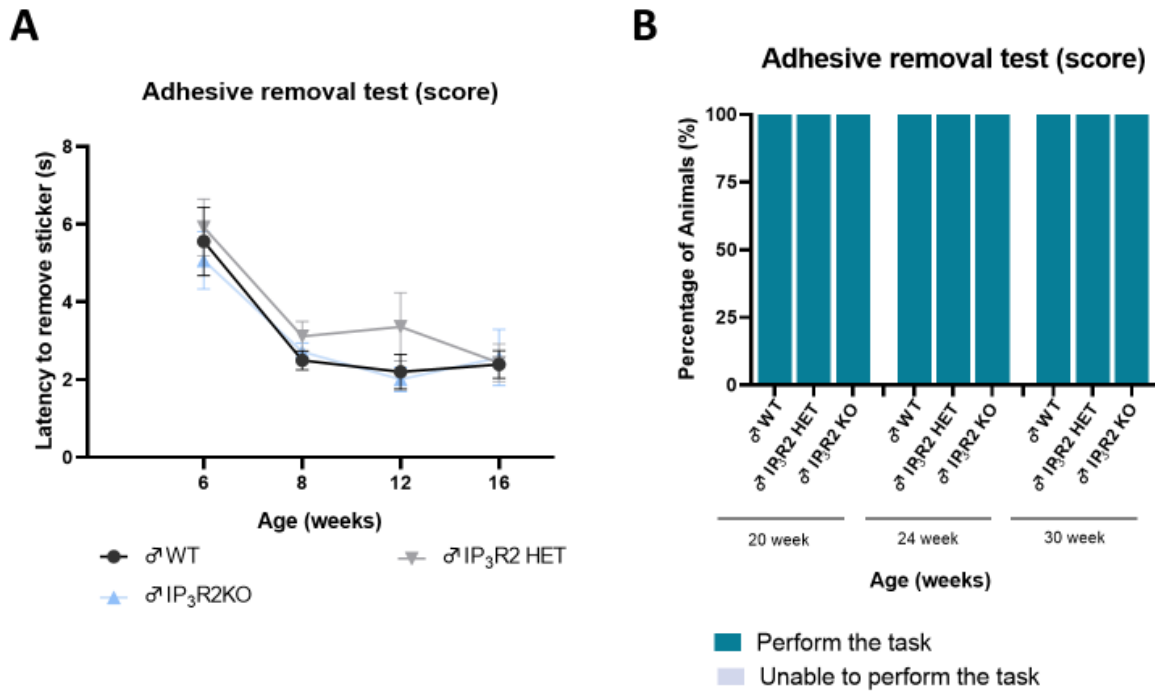 A
Adhesive removal test (score)
Latency to remove sticker (s)
8
6
4
2
0
6 8 12 16
Age (weeks)
♂ WT
♂ IP₃R2 HET
♂ IP₃R2KO
B
Adhesive removal test (score)
Percentage of Animals (%)
100
75
50
25
0
♂ WT
♂ IP₃R2 HET
♂ IP₃R2 KO
♂ WT
♂ IP₃R2 HET
♂ IP₃R2 KO
♂ WT
♂ IP₃R2 HET
♂ IP₃R2 KO
20 week 24 week 30 week
Age (weeks)
Perform the task
Unable to perform the task